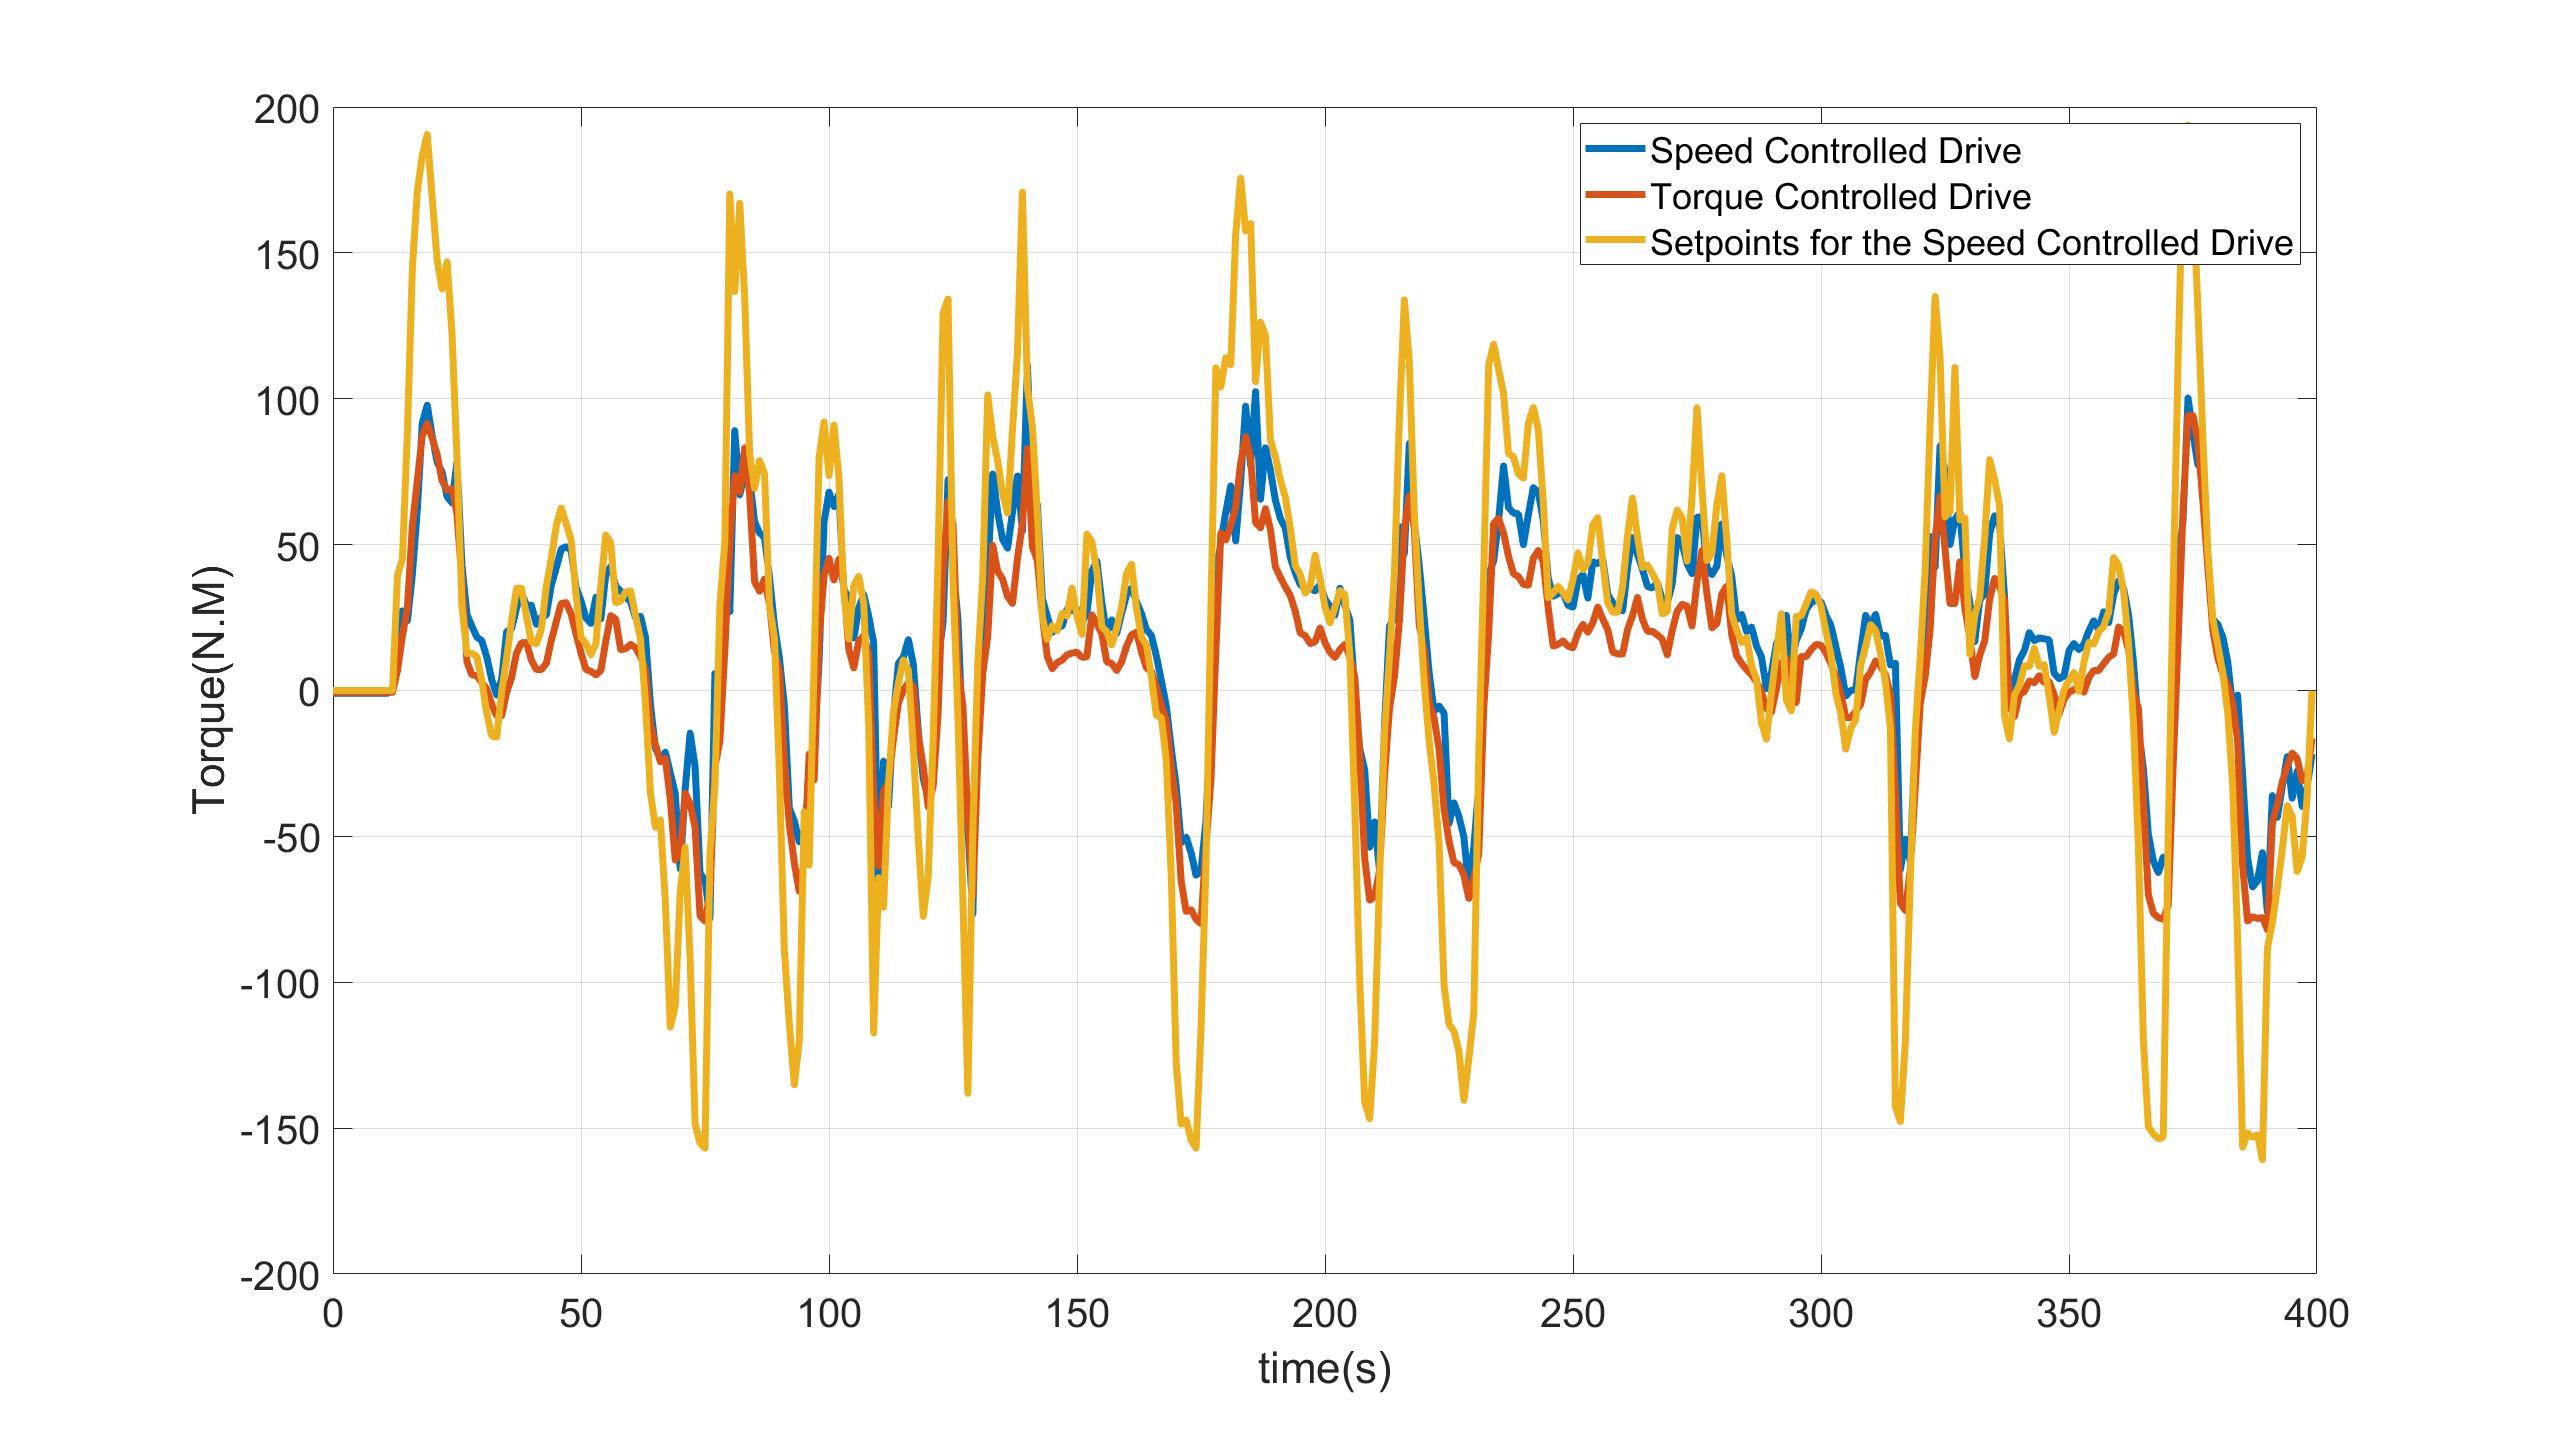 200
150
100
50
0
-50
-100
-150
-200
Torque(N.M)
Speed Controlled Drive
Torque Controlled Drive
Setpoints for the Speed Controlled Drive
0 50 100 150 200 250 300 350 400
time(s)